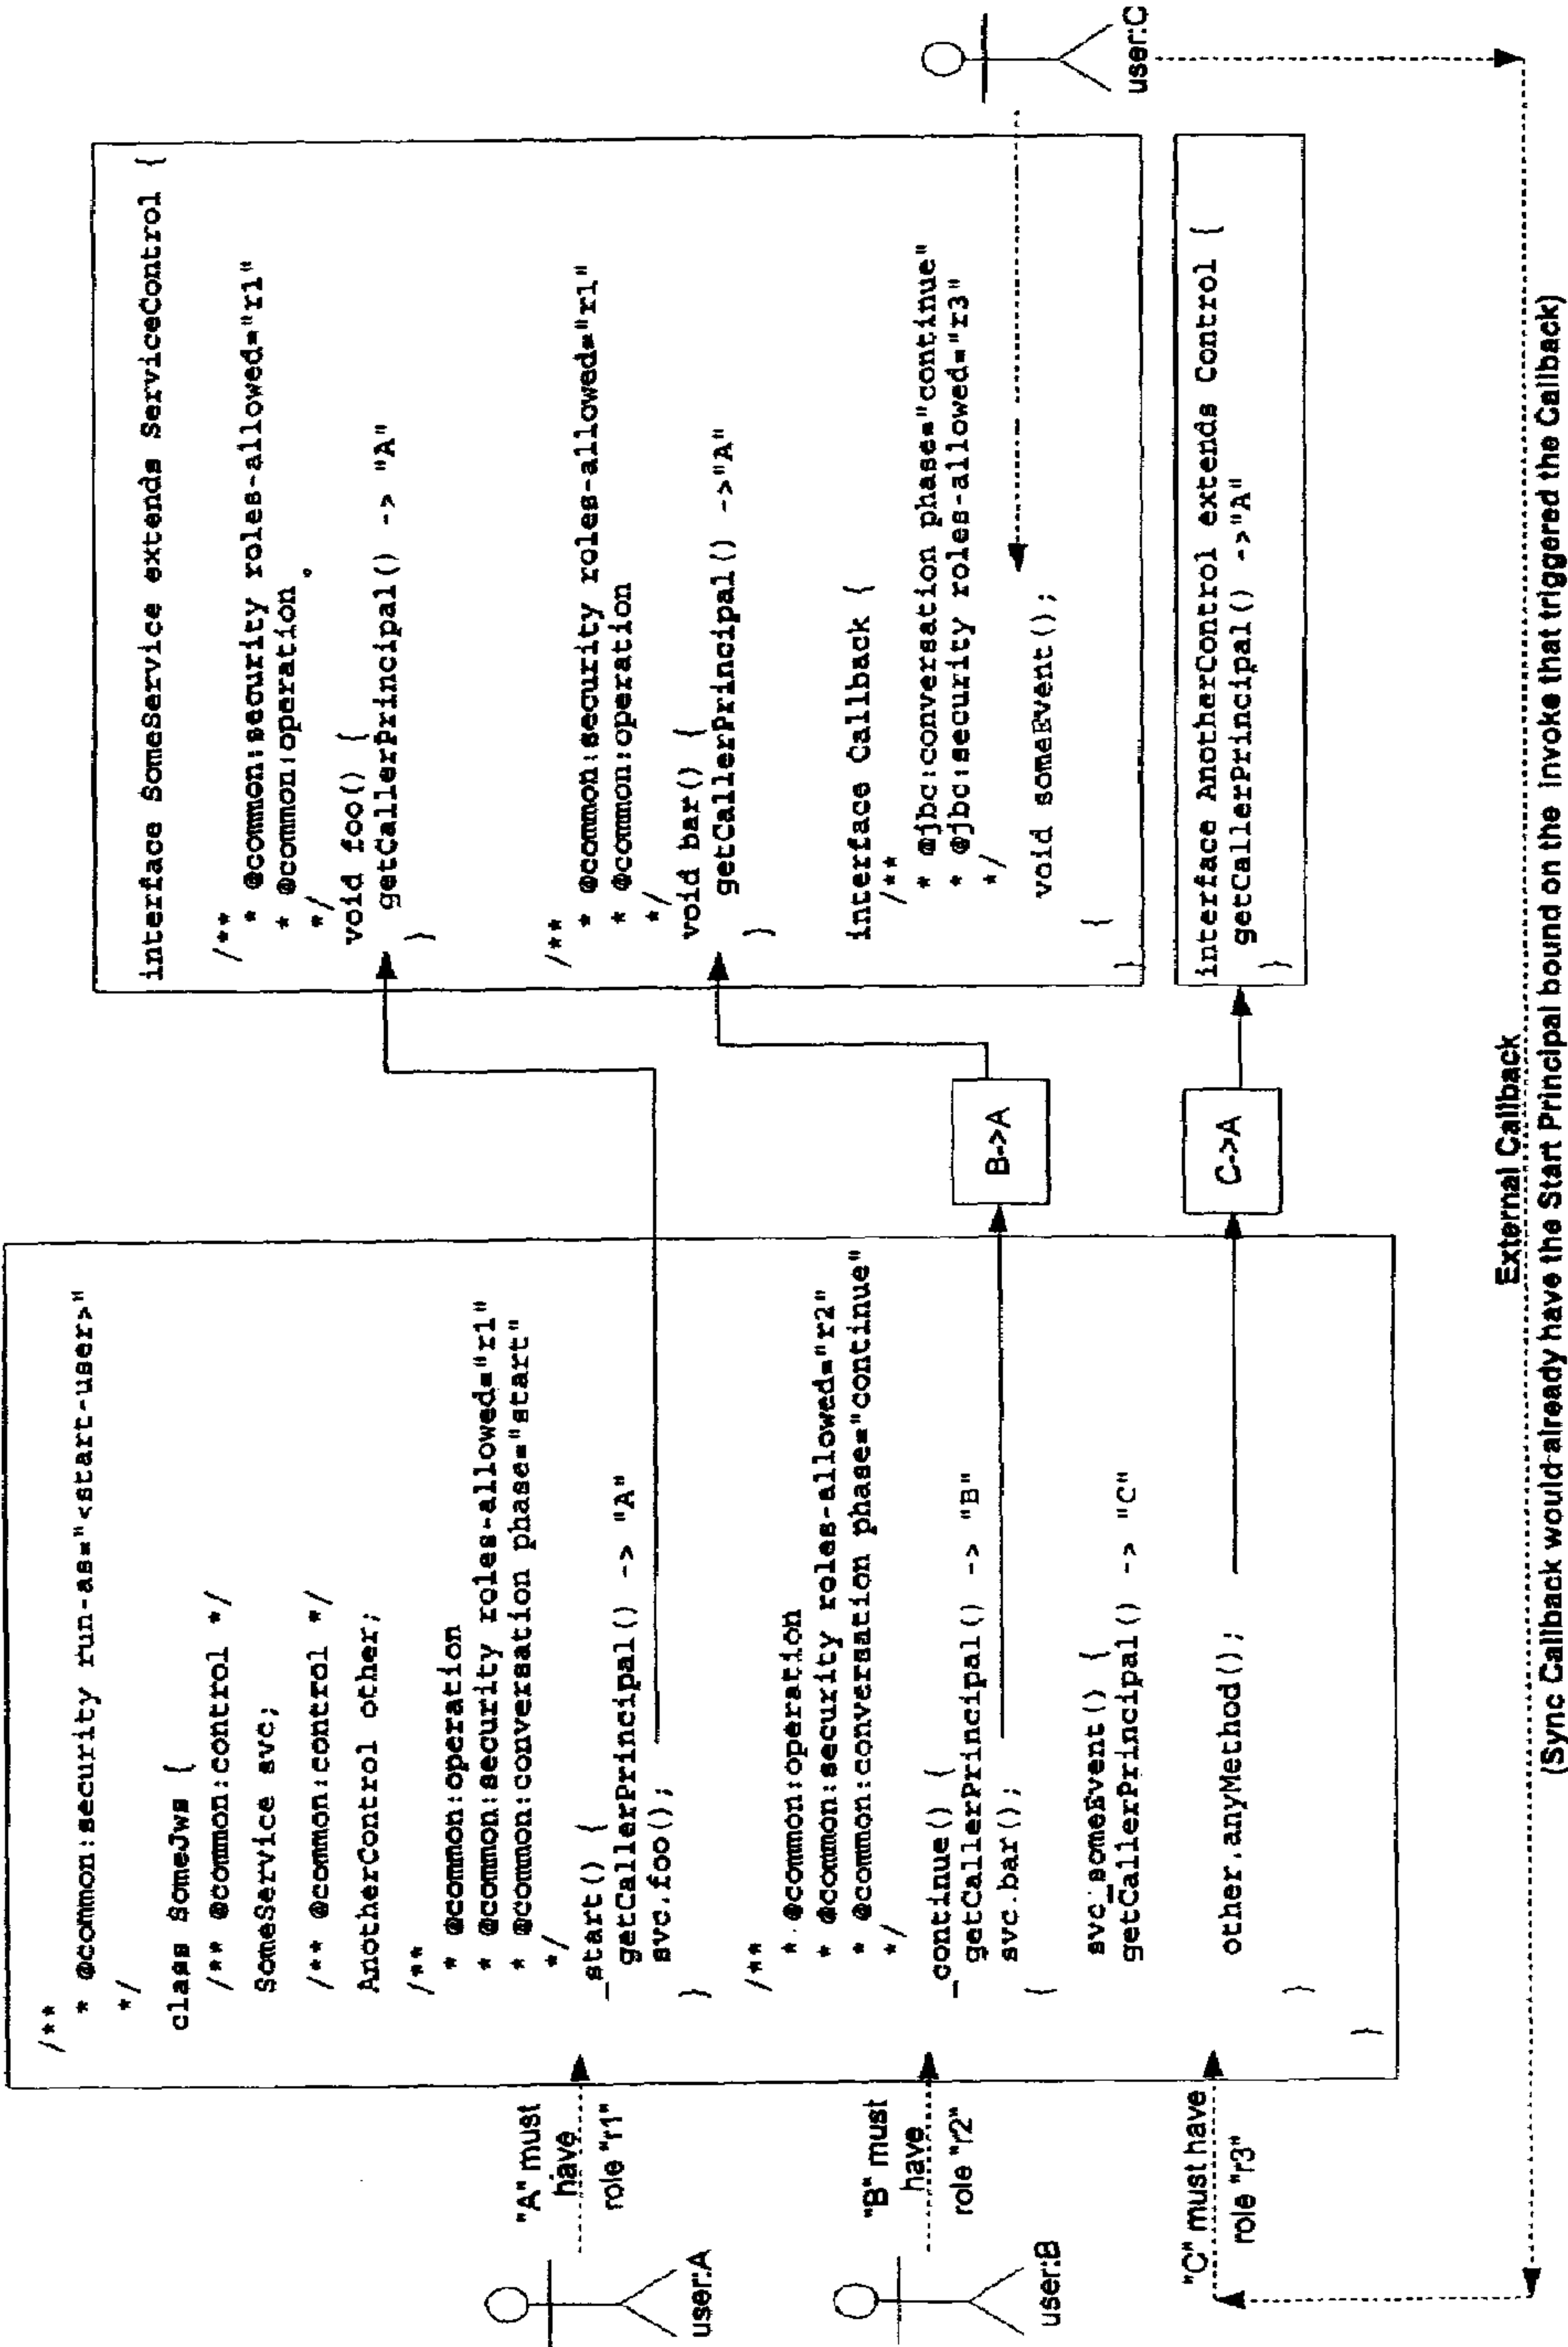 /**
* @common:security run-as="<start-user>"
*/
class SomeJws {
/** @common:control */
SomeService svc;
/** @common:control */
AnotherControl other;
/**
* @common:operation
* @common:security roles-allowed="r1"
* @common:conversation phase="start"
*/
_start() {
getCallerPrincipal() -> "A"
svc.foo();
}
/**
* @common:operation
* @common:security roles-allowed="r2"
* @common:conversation phase="continue"
*/
_continue() {
getCallerPrincipal() -> "B"
svc.bar();
{
svc_someEvent() {
getCallerPrincipal() -> "C"
other.anyMethod();
}
}
"A" must
have
role "r1"
user:A
"B" must
have
role "r2"
user:B
"C" must have
role "r3"
B->A
C->A
interface SomeService extends ServiceControl {
/**
* @common:security roles-allowed="r1"
* @common:operation
*/
void foo() {
getCallerPrincipal() -> "A"
}
/**
* @common:security roles-allowed="r1"
* @common:operation
*/
void bar() {
getCallerPrincipal() ->"A"
}
interface Callback {
/**
* @jbc:conversation phase="continue"
* @jbc:security roles-allowed="r3"
*/
void someEvent();
{
}
interface AnotherControl extends Control {
getCallerPrincipal() ->"A"
}
user:C
External Callback
(Sync Callback would already have the Start Principal bound on the invoke that triggered the Callback)